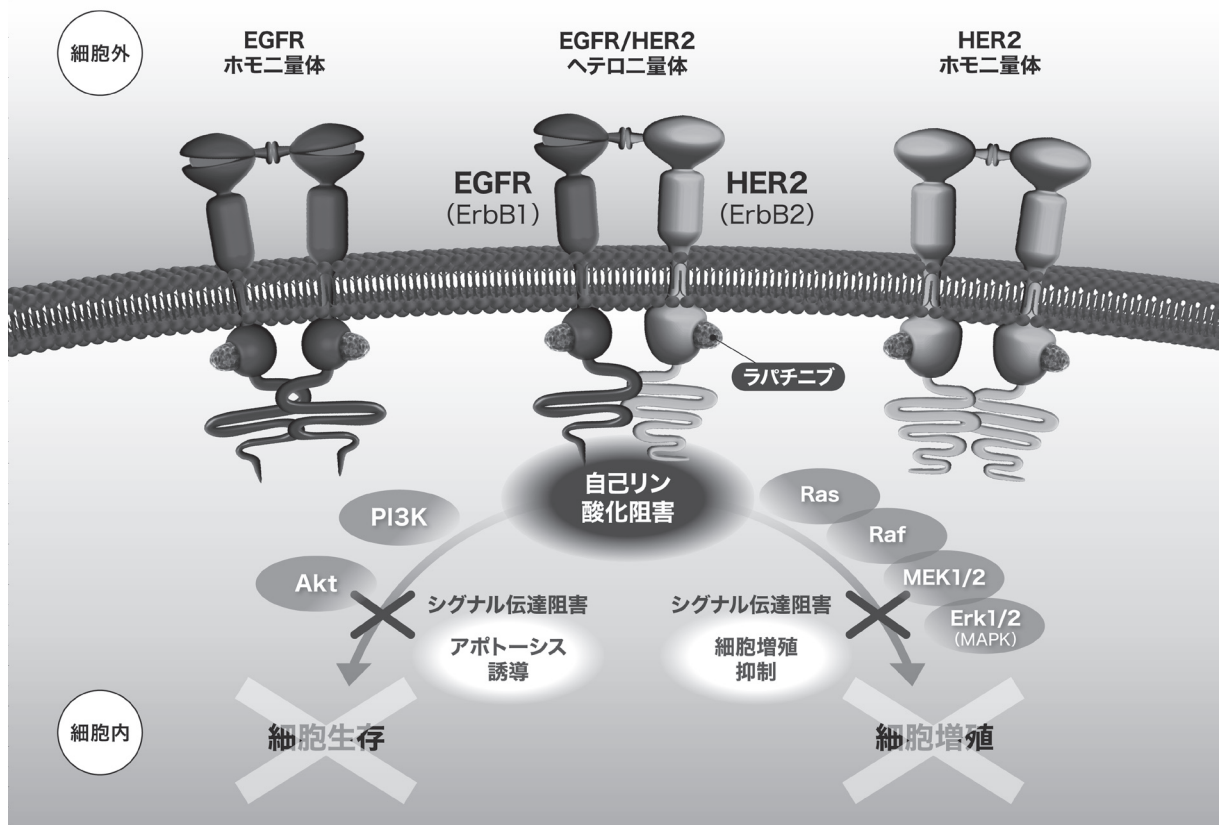 細胞外
EGFR
ホモ二量体
EGFR/HER2
ヘテロ二量体
HER2
ホモ二量体
EGFR
(ErbB1)
HER2
(ErbB2)
ラパチニブ
自己リン
酸化阻害
PI3K
Akt
Ras
Raf
MEK1/2
Erk1/2
(MAPK)
シグナル伝達阻害
アポトーシス
誘導
シグナル伝達阻害
細胞増殖
抑制
細胞内
細胞生存
細胞増殖